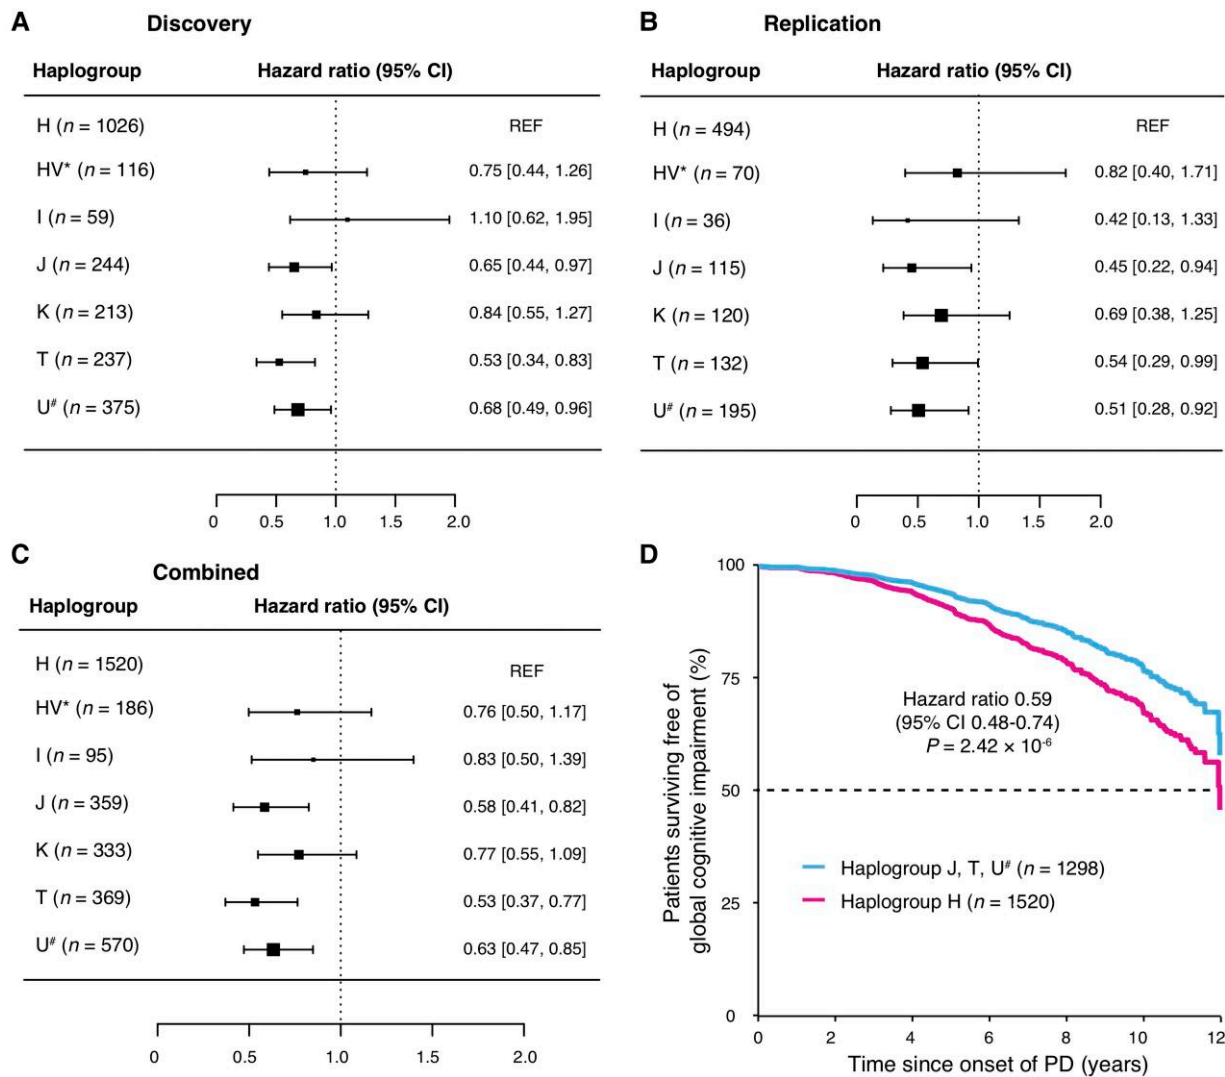 A Discovery
Haplogroup Hazard ratio (95% CI)
H (n = 1026) REF
HV* (n = 116) 0.75 [0.44, 1.26]
I (n = 59) 1.10 [0.62, 1.95]
J (n = 244) 0.65 [0.44, 0.97]
K (n = 213) 0.84 [0.55, 1.27]
T (n = 237) 0.53 [0.34, 0.83]
U# (n = 375) 0.68 [0.49, 0.96]
0 0.5 1.0 1.5 2.0
B Replication
Haplogroup Hazard ratio (95% CI)
H (n = 494) REF
HV* (n = 70) 0.82 [0.40, 1.71]
I (n = 36) 0.42 [0.13, 1.33]
J (n = 115) 0.45 [0.22, 0.94]
K (n = 120) 0.69 [0.38, 1.25]
T (n = 132) 0.54 [0.29, 0.99]
U# (n = 195) 0.51 [0.28, 0.92]
0 0.5 1.0 1.5 2.0
C Combined
Haplogroup Hazard ratio (95% CI)
H (n = 1520) REF
HV* (n = 186) 0.76 [0.50, 1.17]
I (n = 95) 0.83 [0.50, 1.39]
J (n = 359) 0.58 [0.41, 0.82]
K (n = 333) 0.77 [0.55, 1.09]
T (n = 369) 0.53 [0.37, 0.77]
U# (n = 570) 0.63 [0.47, 0.85]
0 0.5 1.0 1.5 2.0
D
Patients surviving free of
global cognitive impairment (%)
100
75
50
25
0
Hazard ratio 0.59
(95% CI 0.48-0.74)
P = 2.42 × 10⁻⁶
Haplogroup J, T, U# (n = 1298)
Haplogroup H (n = 1520)
0 2 4 6 8 10 12
Time since onset of PD (years)